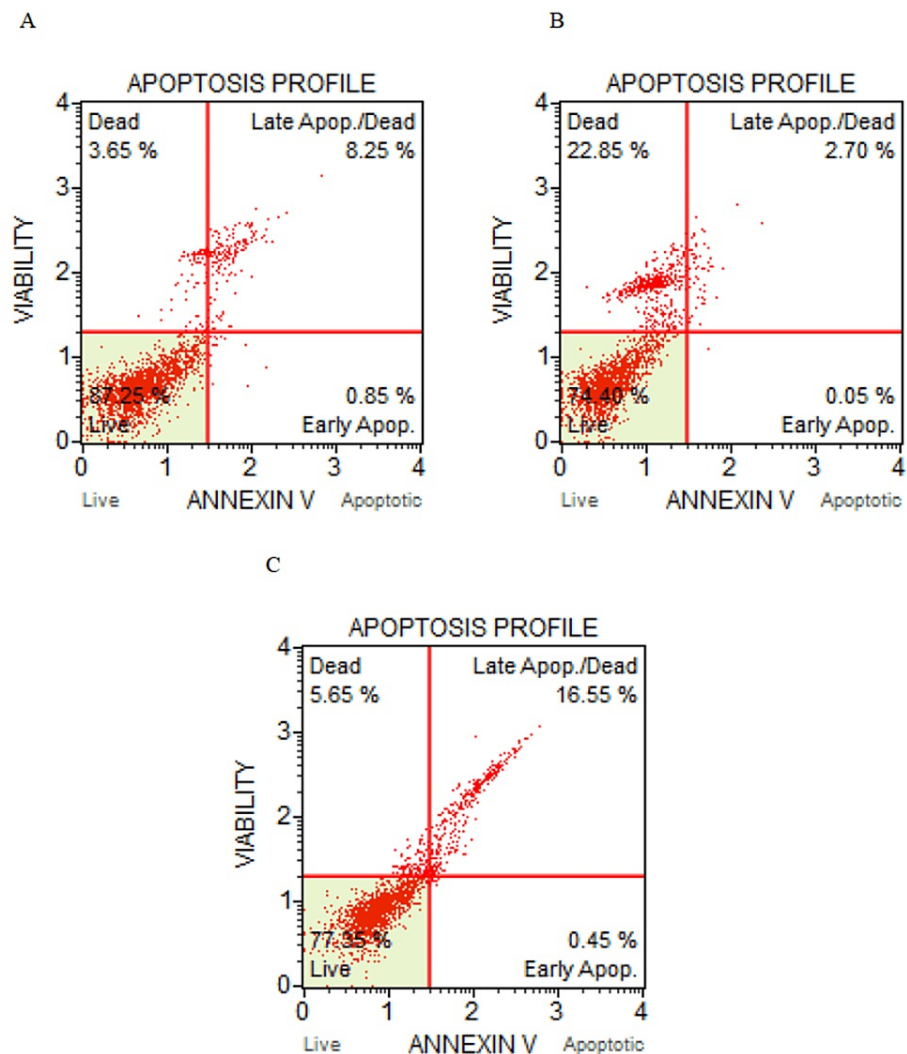 A
APOPTOSIS PROFILE
4
Dead
Late Apop./Dead
3.65 %
8.25 %
3
VIABILITY
2
1
87.25 %
0.85 %
Live
Early Apop.
0
0 1 2 3 4
Live ANNEXIN V Apoptotic
B
APOPTOSIS PROFILE
4
Dead
Late Apop./Dead
22.85 %
2.70 %
3
VIABILITY
2
1
74.40 %
0.05 %
Live
Early Apop.
0
0 1 2 3 4
Live ANNEXIN V Apoptotic
C
APOPTOSIS PROFILE
4
Dead
Late Apop./Dead
5.65 %
16.55 %
3
VIABILITY
2
1
77.35 %
0.45 %
Live
Early Apop.
0
0 1 2 3 4
Live ANNEXIN V Apoptotic